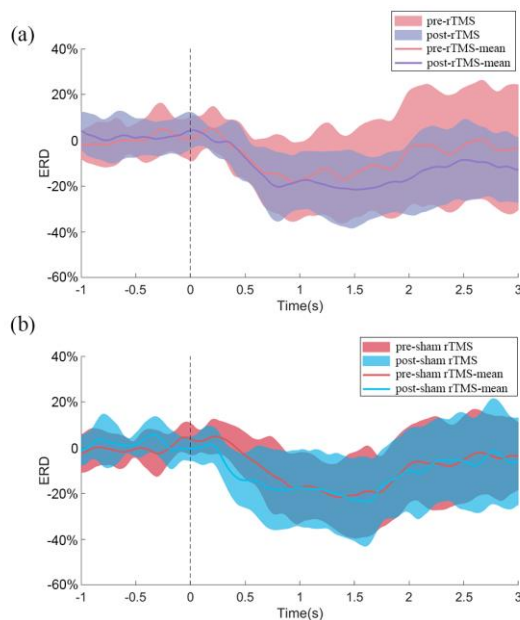 (a)
40%
20%
0
-20%
-40%
-60%
ERD
-1
-0.5
0
0.5
1
1.5
2
2.5
3
Time(s)
pre-rTMS
post-rTMS
pre-rTMS-mean
post-rTMS-mean
(b)
40%
20%
0
-20%
-40%
-60%
ERD
-1
-0.5
0
0.5
1
1.5
2
2.5
3
Time(s)
pre-sham rTMS
post-sham rTMS
pre-sham rTMS-mean
post-sham rTMS-mean